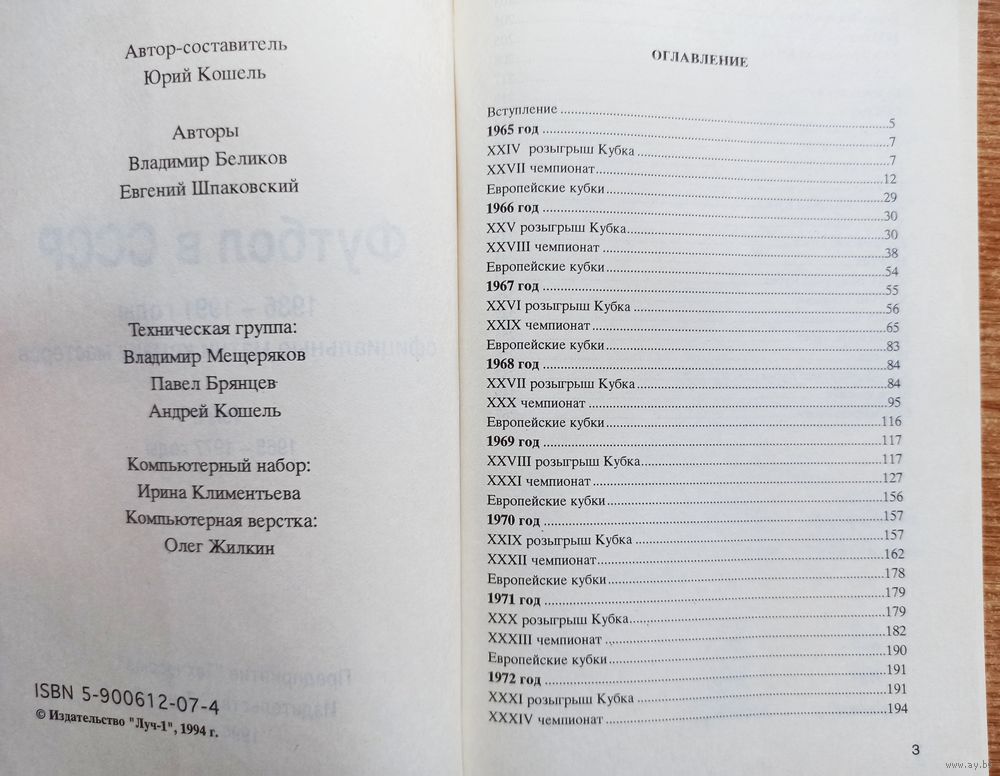 Автор-составитель
Юрий Кошель
Авторы
Владимир Беликов
Евгений Шпаковский
Техническая группа:
Владимир Мещеряков
Павел Брянцев
Андрей Кошель
Компьютерный набор:
Ирина Климентьева
Компьютерная верстка:
Олег Жилкин
ISBN 5-900612-07-4
© Издательство "Луч-1", 1994 г.
ОГЛАВЛЕНИЕ
Вступление ... 5
1965 год ... 7
XXIV розыгрыш Кубка ... 7
XXVII чемпионат ... 12
Европейские кубки ... 29
1966 год ... 30
XXV розыгрыш Кубка ... 30
XXVIII чемпионат ... 38
Европейские кубки ... 54
1967 год ... 55
XXVI розыгрыш Кубка ... 56
XXIX чемпионат ... 65
Европейские кубки ... 83
1968 год ... 84
XXVII розыгрыш Кубка ... 84
XXX чемпионат ... 95
Европейские кубки ... 116
1969 год ... 117
XXVIII розыгрыш Кубка ... 117
XXXI чемпионат ... 127
Европейские кубки ... 156
1970 год ... 157
XXIX розыгрыш Кубка ... 157
XXXII чемпионат ... 162
Европейские кубки ... 178
1971 год ... 179
XXX розыгрыш Кубка ... 179
XXXIII чемпионат ... 182
Европейские кубки ... 190
1972 год ... 191
XXXI розыгрыш Кубка ... 191
XXXIV чемпионат ... 194
3
www.ay.by